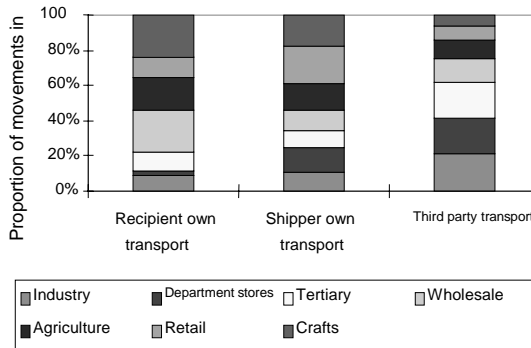 Proportion of movements in
100
80%
60%
40%
20%
0%
Recipient own transport
Shipper own transport
Third party transport
Industry
Department stores
Tertiary
Wholesale
Agriculture
Retail
Crafts